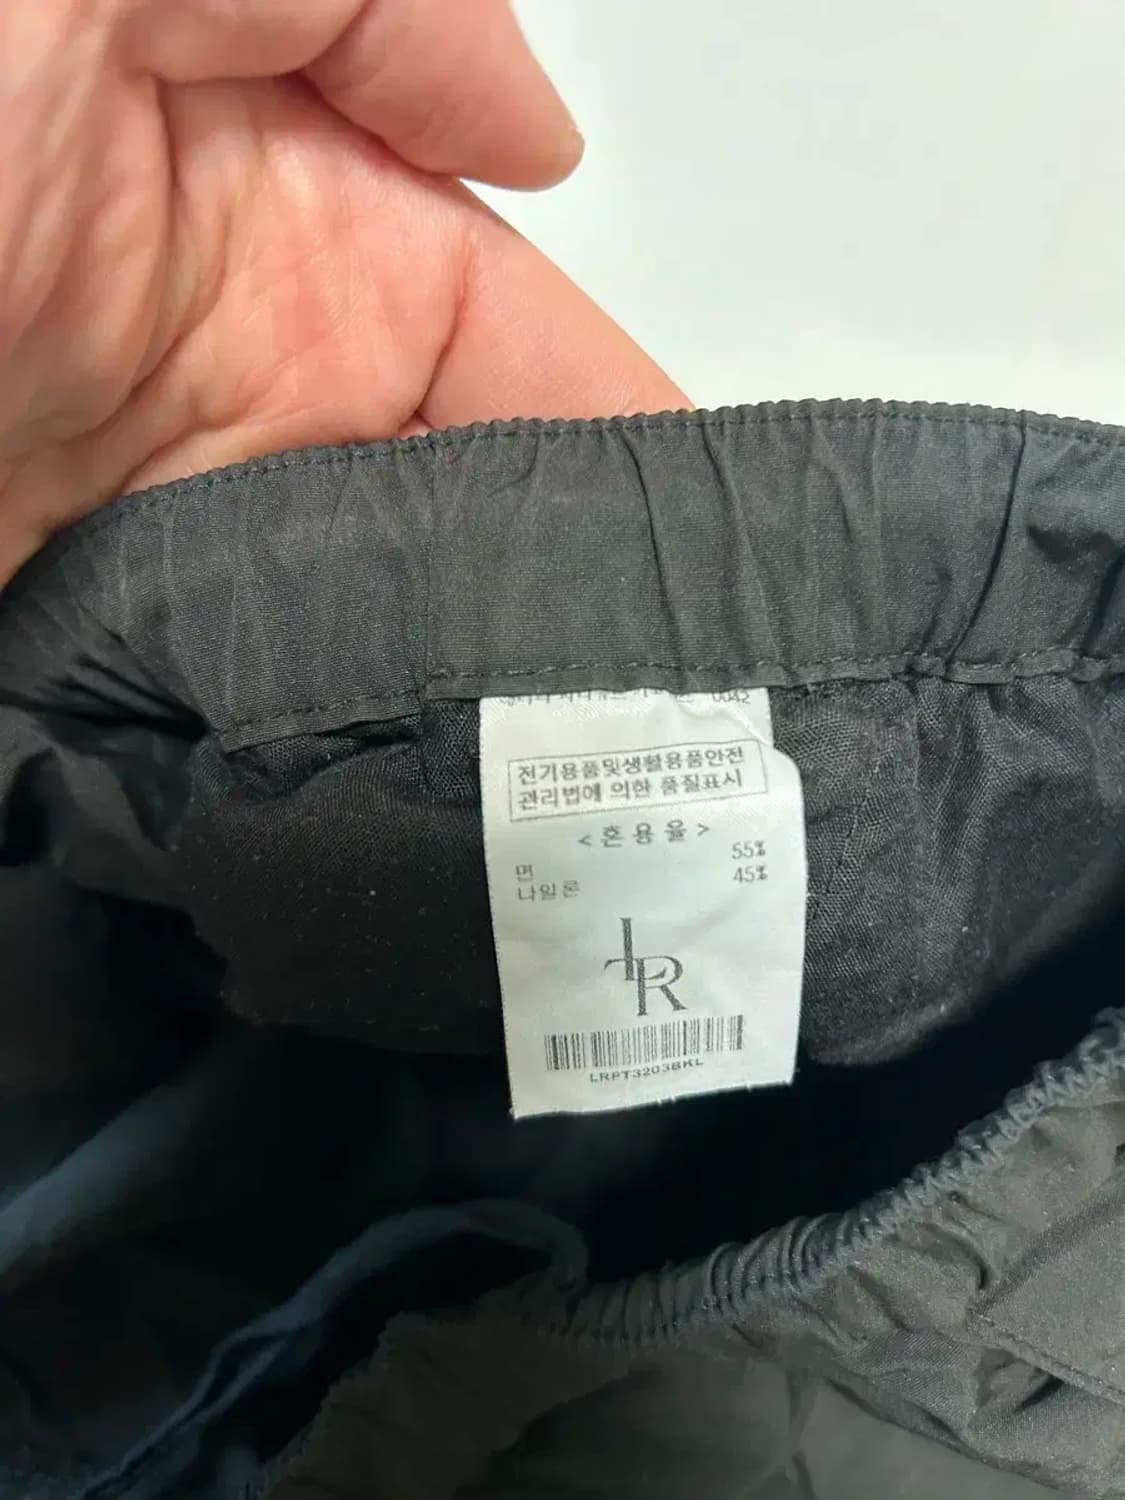 0042
전기용품및생활용품안전
관리법에 의한 품질표시
<혼용율>
면 55%
나일론 45%
LR
LRPT3203BKL